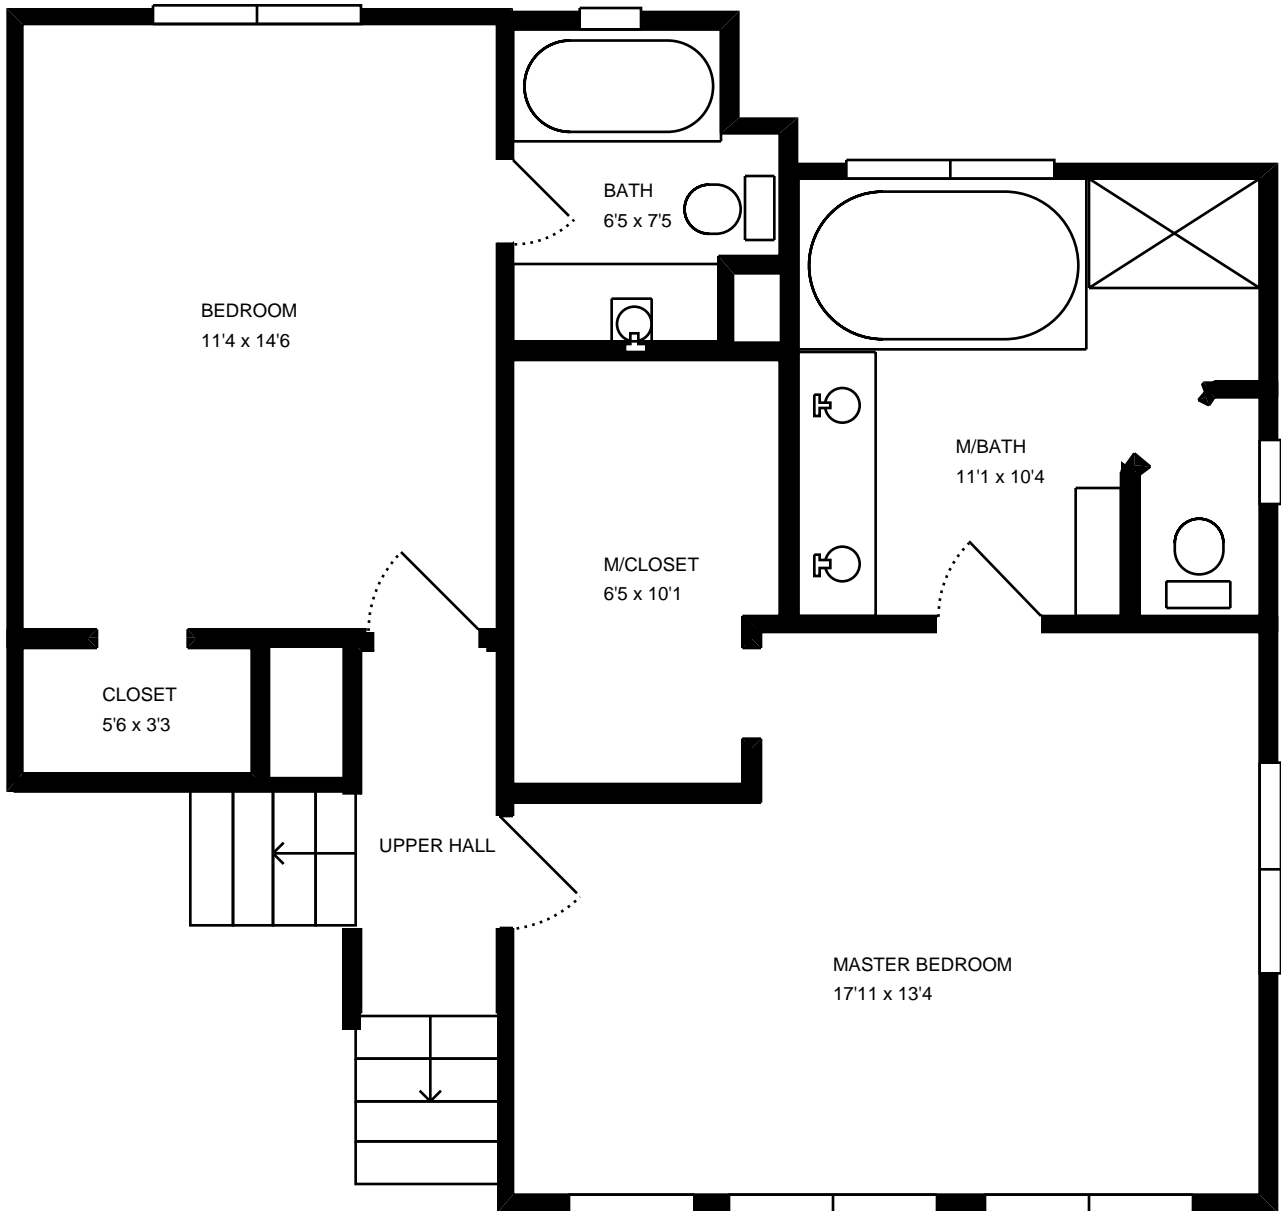 BATH
6'5 x 7'5
BEDROOM
11'4 x 14'6
M/BATH
11'1 x 10'4
M/CLOSET
6'5 x 10'1
CLOSET
5'6 x 3'3
UPPER HALL
MASTER BEDROOM
17'11 x 13'4